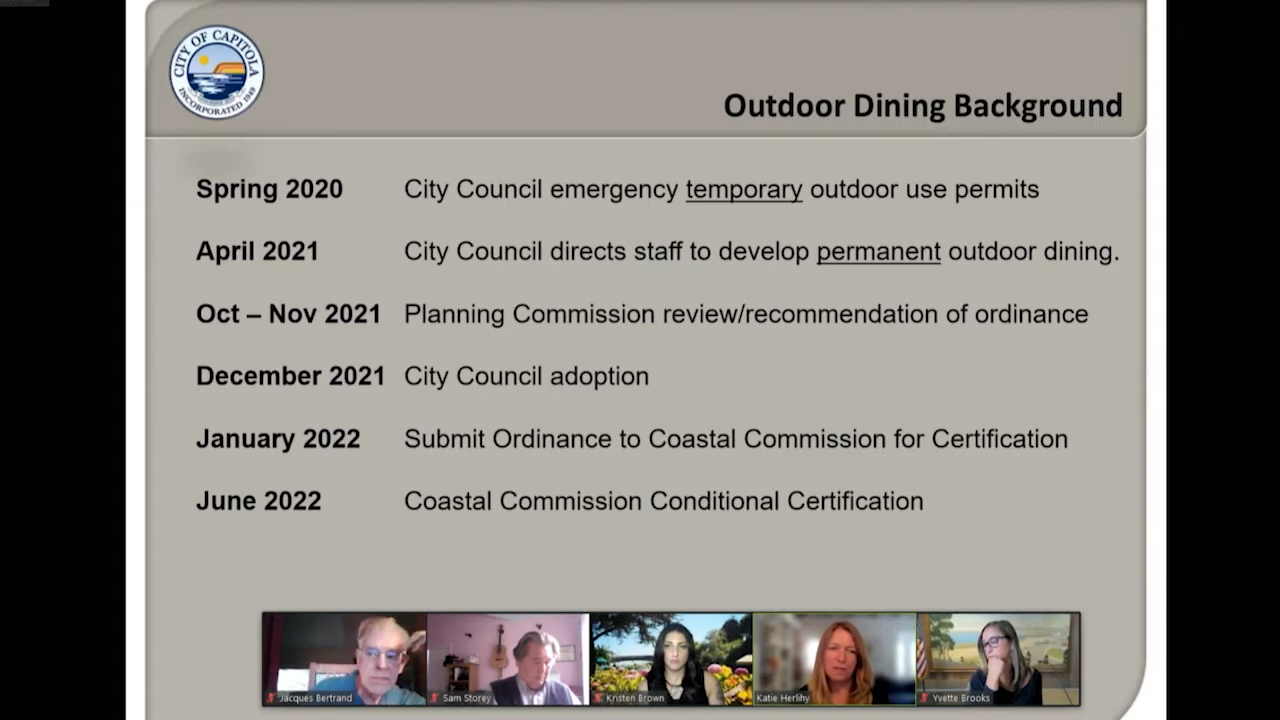 CITY OF CAPITOLA
INCORPORATED 1949
Outdoor Dining Background
Spring 2020 City Council emergency temporary outdoor use permits
April 2021 City Council directs staff to develop permanent outdoor dining.
Oct – Nov 2021 Planning Commission review/recommendation of ordinance
December 2021 City Council adoption
January 2022 Submit Ordinance to Coastal Commission for Certification
June 2022 Coastal Commission Conditional Certification
Jacques Bertrand
Sam Storey
Kristen Brown
Katie Herlihy
Yvette Brooks